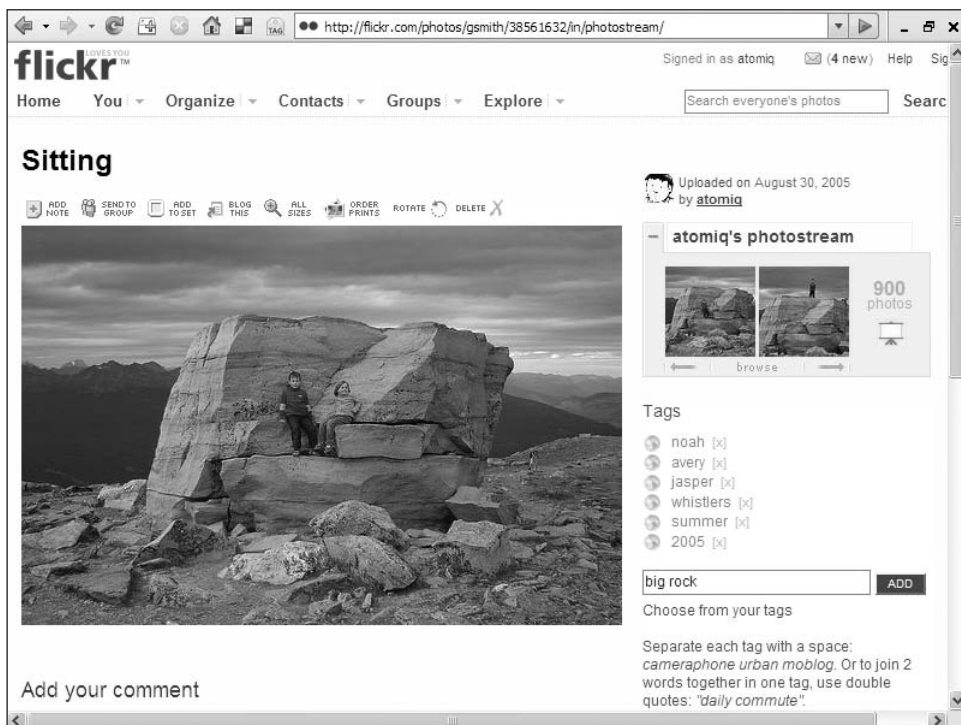 TAG
http://flickr.com/photos/gsmith/38561632/in/photostream/
LOVES YOU
flickr™
Signed in as atomiq (4 new) Help Sig
Home You Organize Contacts Groups Explore
Search everyone's photos Searc
Sitting
ADD NOTE
SEND TO GROUP
ADD TO SET
BLOG THIS
ALL SIZES
ORDER PRINTS
ROTATE
DELETE
Uploaded on August 30, 2005
by atomiq
atomiq's photostream
900
photos
browse
Tags
noah [x]
avery [x]
jasper [x]
whistlers [x]
summer [x]
2005 [x]
big rock ADD
Choose from your tags
Separate each tag with a space:
cameraphone urban moblog. Or to join 2
words together in one tag, use double
quotes: "daily commute".
Add your comment